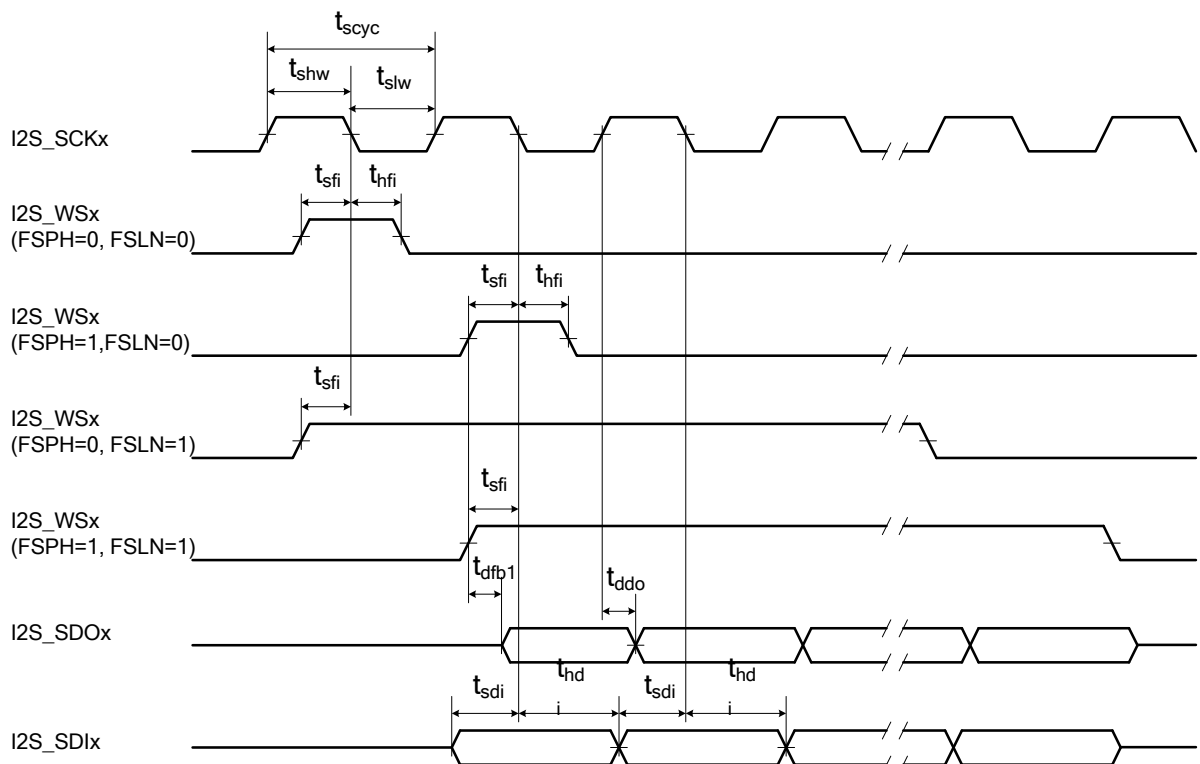 tscyc
tshw
tslw
I2S_SCKx
tsfi
thfi
I2S_WSx
(FSPH=0, FSLN=0)
tsfi
thfi
I2S_WSx
(FSPH=1,FSLN=0)
tsfi
I2S_WSx
(FSPH=0, FSLN=1)
tsfi
I2S_WSx
(FSPH=1, FSLN=1)
tdfb1
tddo
I2S_SDOx
thd
thd
tsdi
i
tsdi
i
I2S_SDIx